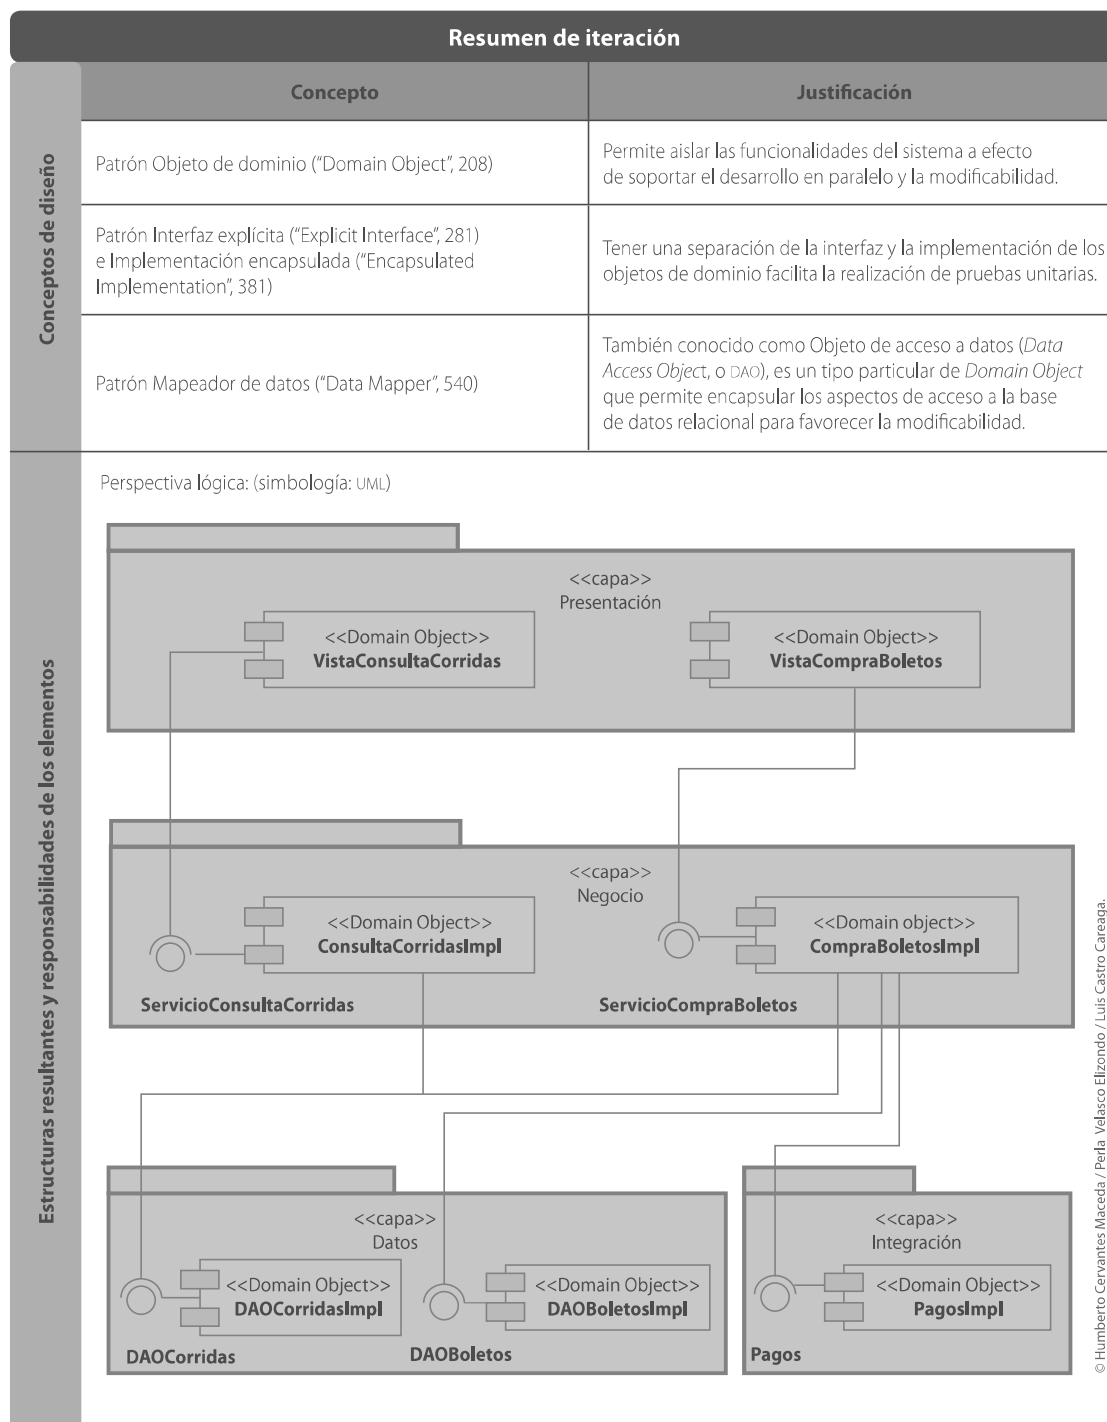 Resumen de iteración
Conceptos de diseño
Concepto
Justificación
Patrón Objeto de dominio (“Domain Object”, 208)
Permite aislar las funcionalidades del sistema a efecto
de soportar el desarrollo en paralelo y la modificabilidad.
Patrón Interfaz explícita (“Explicit Interface”, 281)
e Implementación encapsulada (“Encapsulated
Implementation”, 381)
Tener una separación de la interfaz y la implementación de los
objetos de dominio facilita la realización de pruebas unitarias.
Patrón Mapeador de datos (“Data Mapper”, 540)
También conocido como Objeto de acceso a datos (Data
Access Object, o DAO), es un tipo particular de Domain Object
que permite encapsular los aspectos de acceso a la base
de datos relacional para favorecer la modificabilidad.
Estructuras resultantes y responsabilidades de los elementos
Perspectiva lógica: (simbología: UML)
<<capa>>
Presentación
<<Domain Object>>
VistaConsultaCorridas
<<Domain Object>>
VistaCompraBoletos
<<capa>>
Negocio
<<Domain Object>>
ConsultaCorridasImpl
<<Domain object>>
CompraBoletosImpl
ServicioConsultaCorridas
ServicioCompraBoletos
<<capa>>
Datos
<<Domain Object>>
DAOCorridasImpl
<<Domain Object>>
DAOBoletosImpl
DAOCorridas
DAOBoletos
<<capa>>
Integración
<<Domain Object>>
PagosImpl
Pagos
© Humberto Cervantes Maceda / Perla Velasco Elizondo / Luis Castro Careaga.